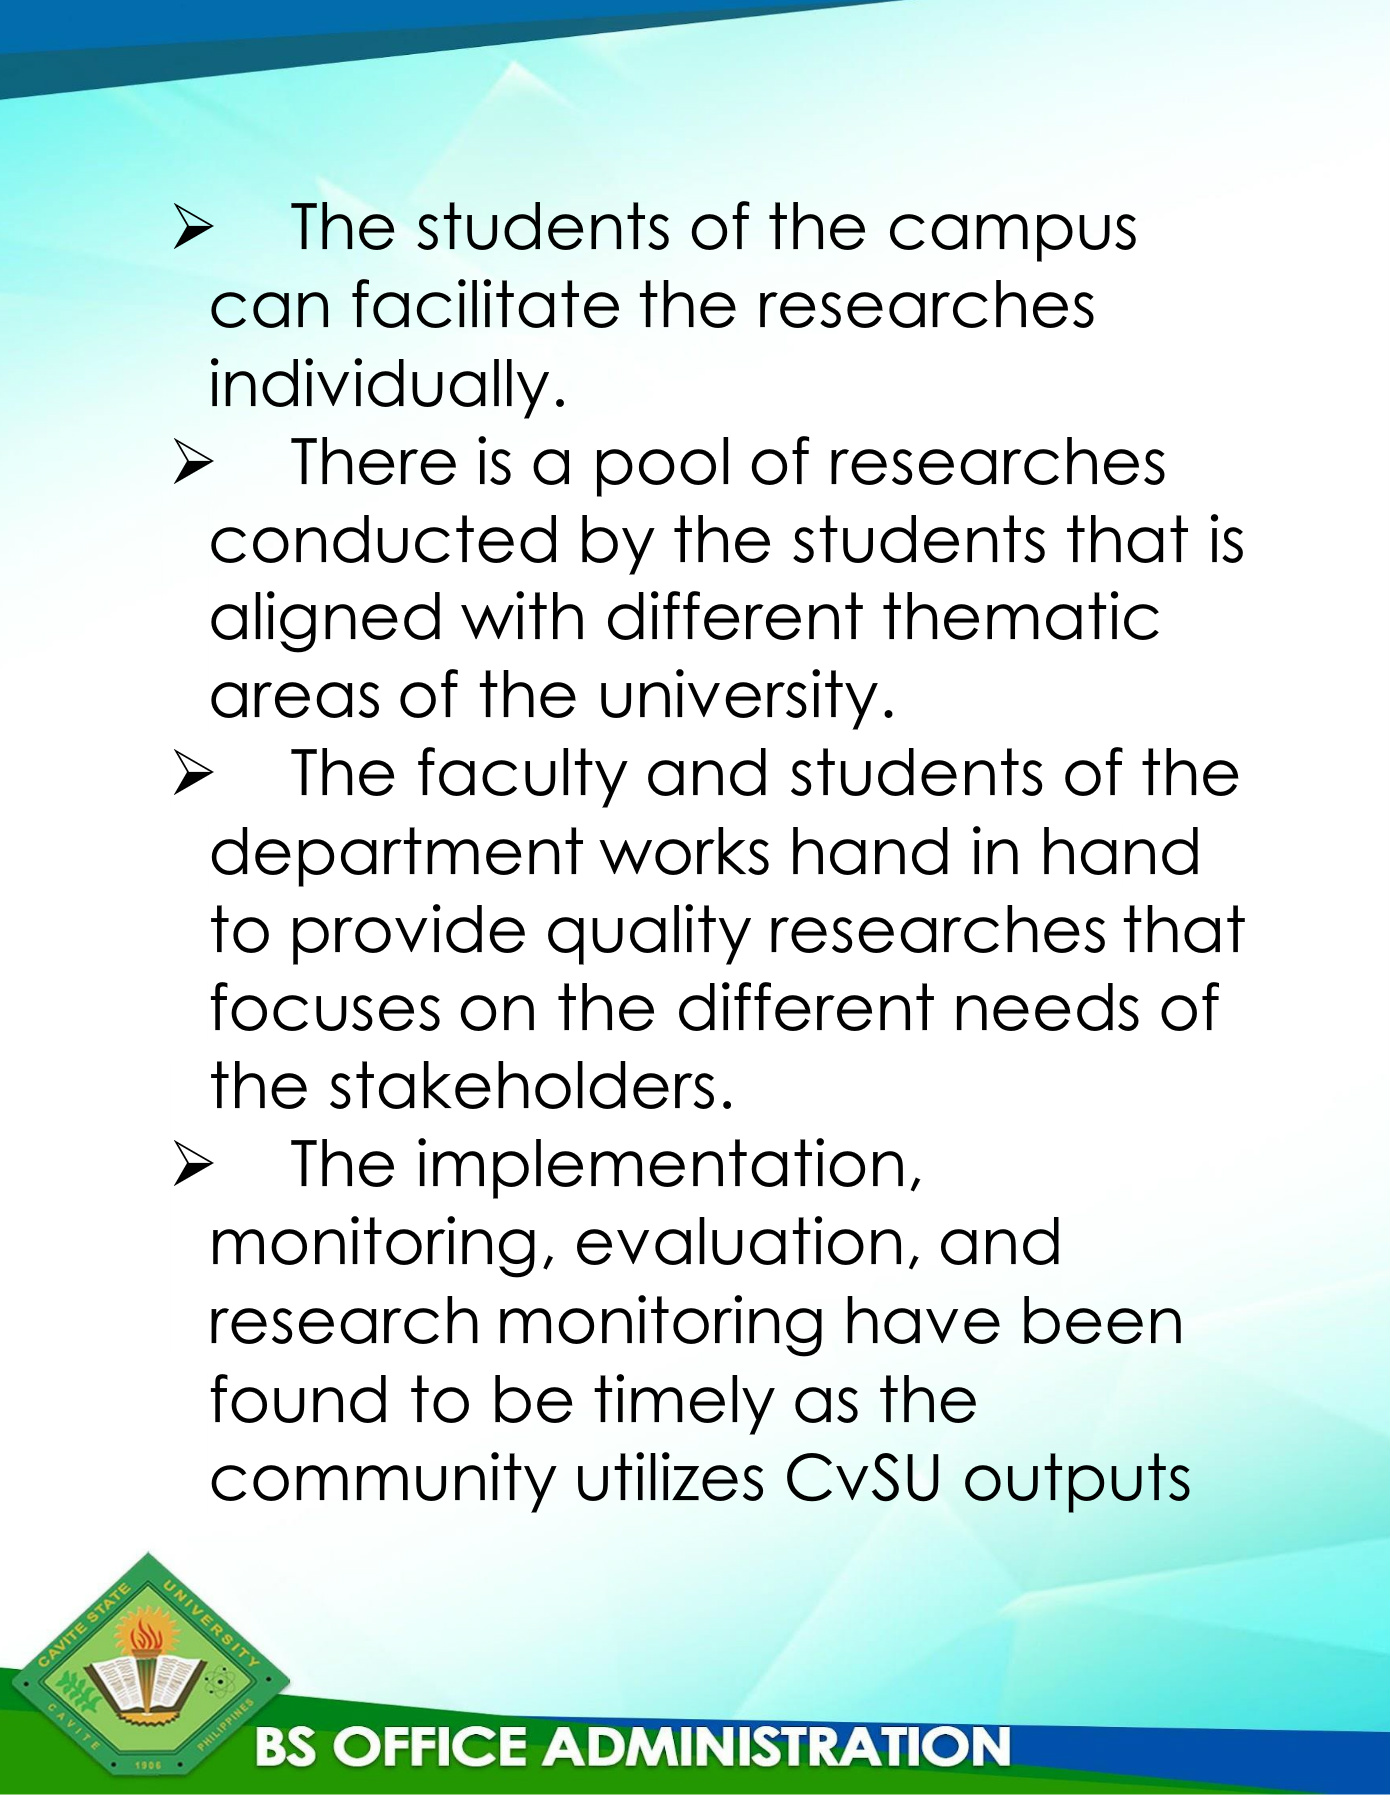 ➢ The students of the campus
can facilitate the researches
individually.
➢ There is a pool of researches
conducted by the students that is
aligned with different thematic
areas of the university.
➢ The faculty and students of the
department works hand in hand
to provide quality researches that
focuses on the different needs of
the stakeholders.
➢ The implementation,
monitoring, evaluation, and
research monitoring have been
found to be timely as the
community utilizes CvSU outputs
CAVITE STATE UNIVERSITY
CAVITE 1906 PHILIPPINES
BS OFFICE ADMINISTRATION